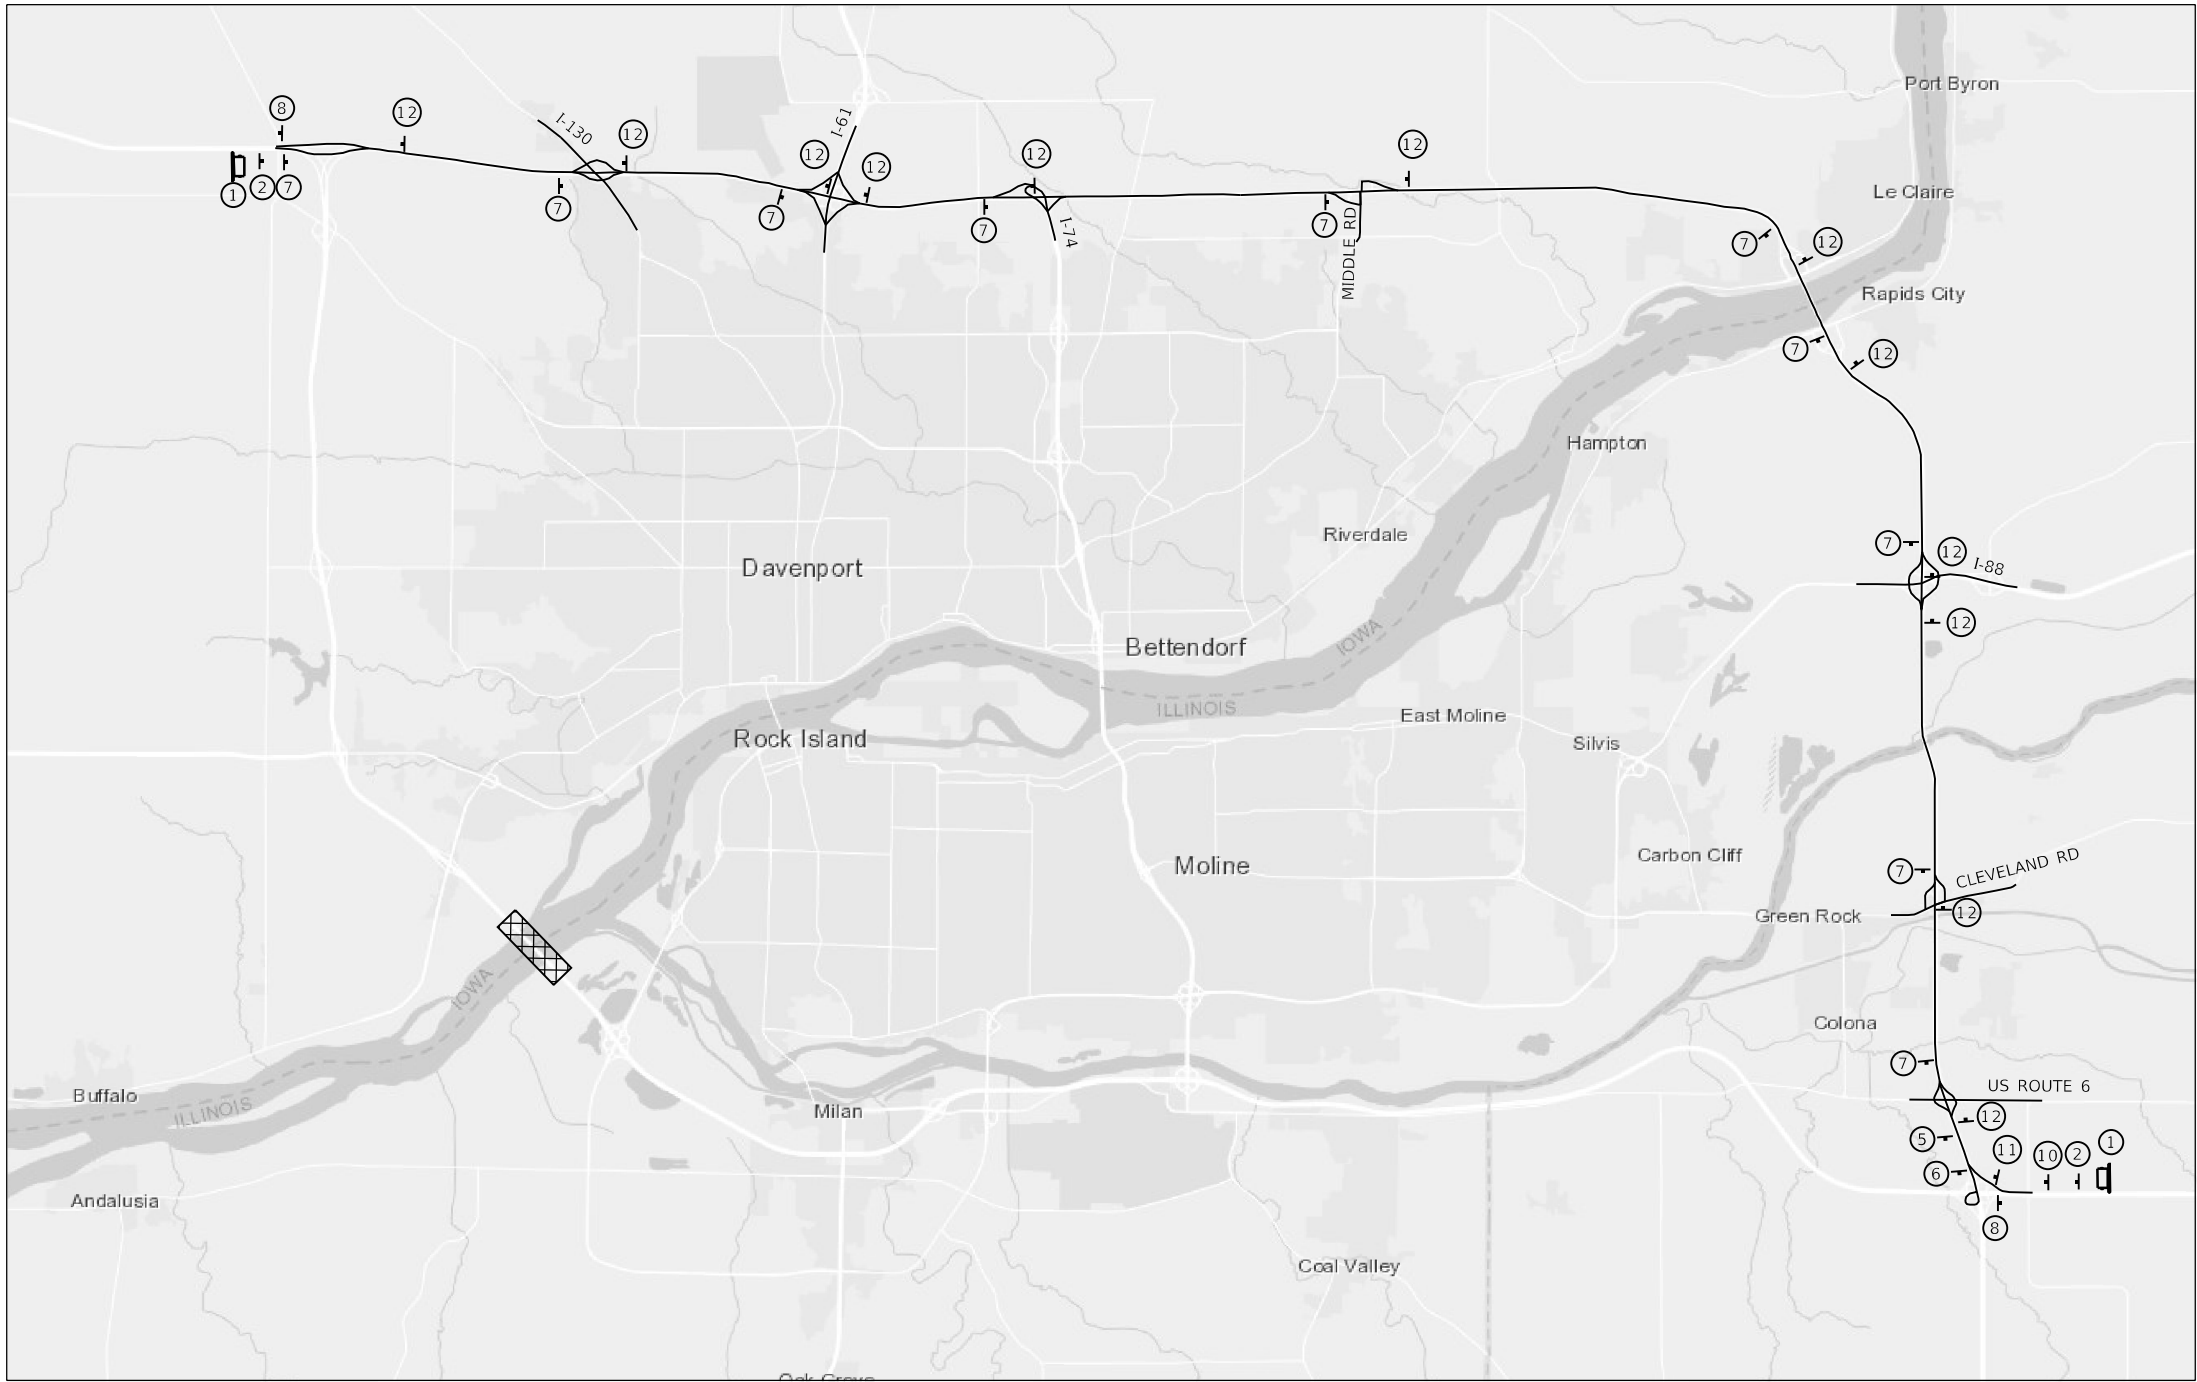 Port Byron
8
12
I-130
12
I-61
12
12
12
12
1
2
7
7
7
7
I-74
7
MIDDLE RD
Le Claire
7
12
Rapids City
7
12
Hampton
Riverdale
7
12
I-88
Davenport
12
Bettendorf
IOWA
ILLINOIS
East Moline
Rock Island
Silvis
Moline
Carbon Cliff
7
CLEVELAND RD
12
Green Rock
IOWA
Colona
7
US ROUTE 6
Buffalo
ILLINOIS
Milan
12
5
11
10
2
1
6
Andalusia
8
Coal Valley